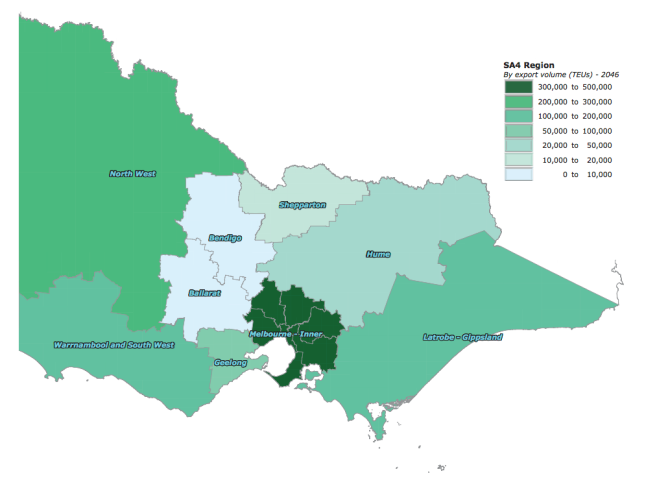 SA4 Region
By export volume (TEUs) - 2046
300,000 to 500,000
200,000 to 300,000
100,000 to 200,000
50,000 to 100,000
20,000 to 50,000
10,000 to 20,000
0 to 10,000
North West
Shepparton
Bendigo
Hume
Ballarat
Melbourne - Inner
Latrobe - Gippsland
Warrnambool and South West
Geelong